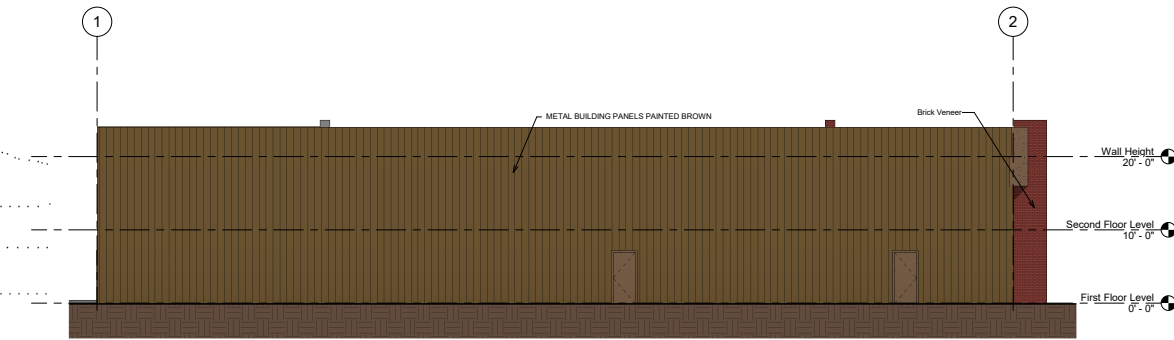 1
2
METAL BUILDING PANELS PAINTED BROWN
Brick Veneer
Wall Height
20' - 0"
Second Floor Level
10' - 0"
First Floor Level
0' - 0"